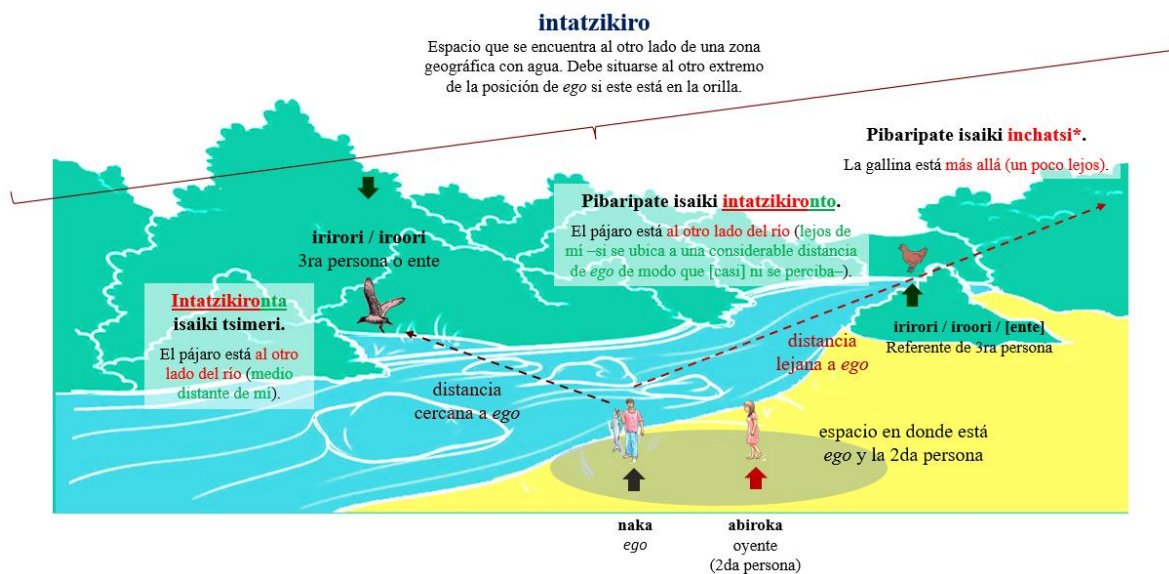 intatzikiro
Espacio que se encuentra al otro lado de una zona
geográfica con agua. Debe situarse al otro extremo
de la posición de ego si este está en la orilla.
Pibaripate isaiki inchatsi*.
La gallina está más allá (un poco lejos).
Pibaripate isaiki intatzikironto.
El pájaro está al otro lado del río (lejos de
mí –si se ubica a una considerable distancia
de ego de modo que [casi] ni se perciba–).
irirori / iroori
3ra persona o ente
Intatzikironta
isaiki tsimeri.
El pájaro está al otro
lado del río (medio
distante de mí).
irirori / iroori / [ente]
Referente de 3ra persona
distancia
lejana a ego
distancia
cercana a ego
espacio en donde está
ego y la 2da persona
naka
ego
abiroka
oyente
(2da persona)